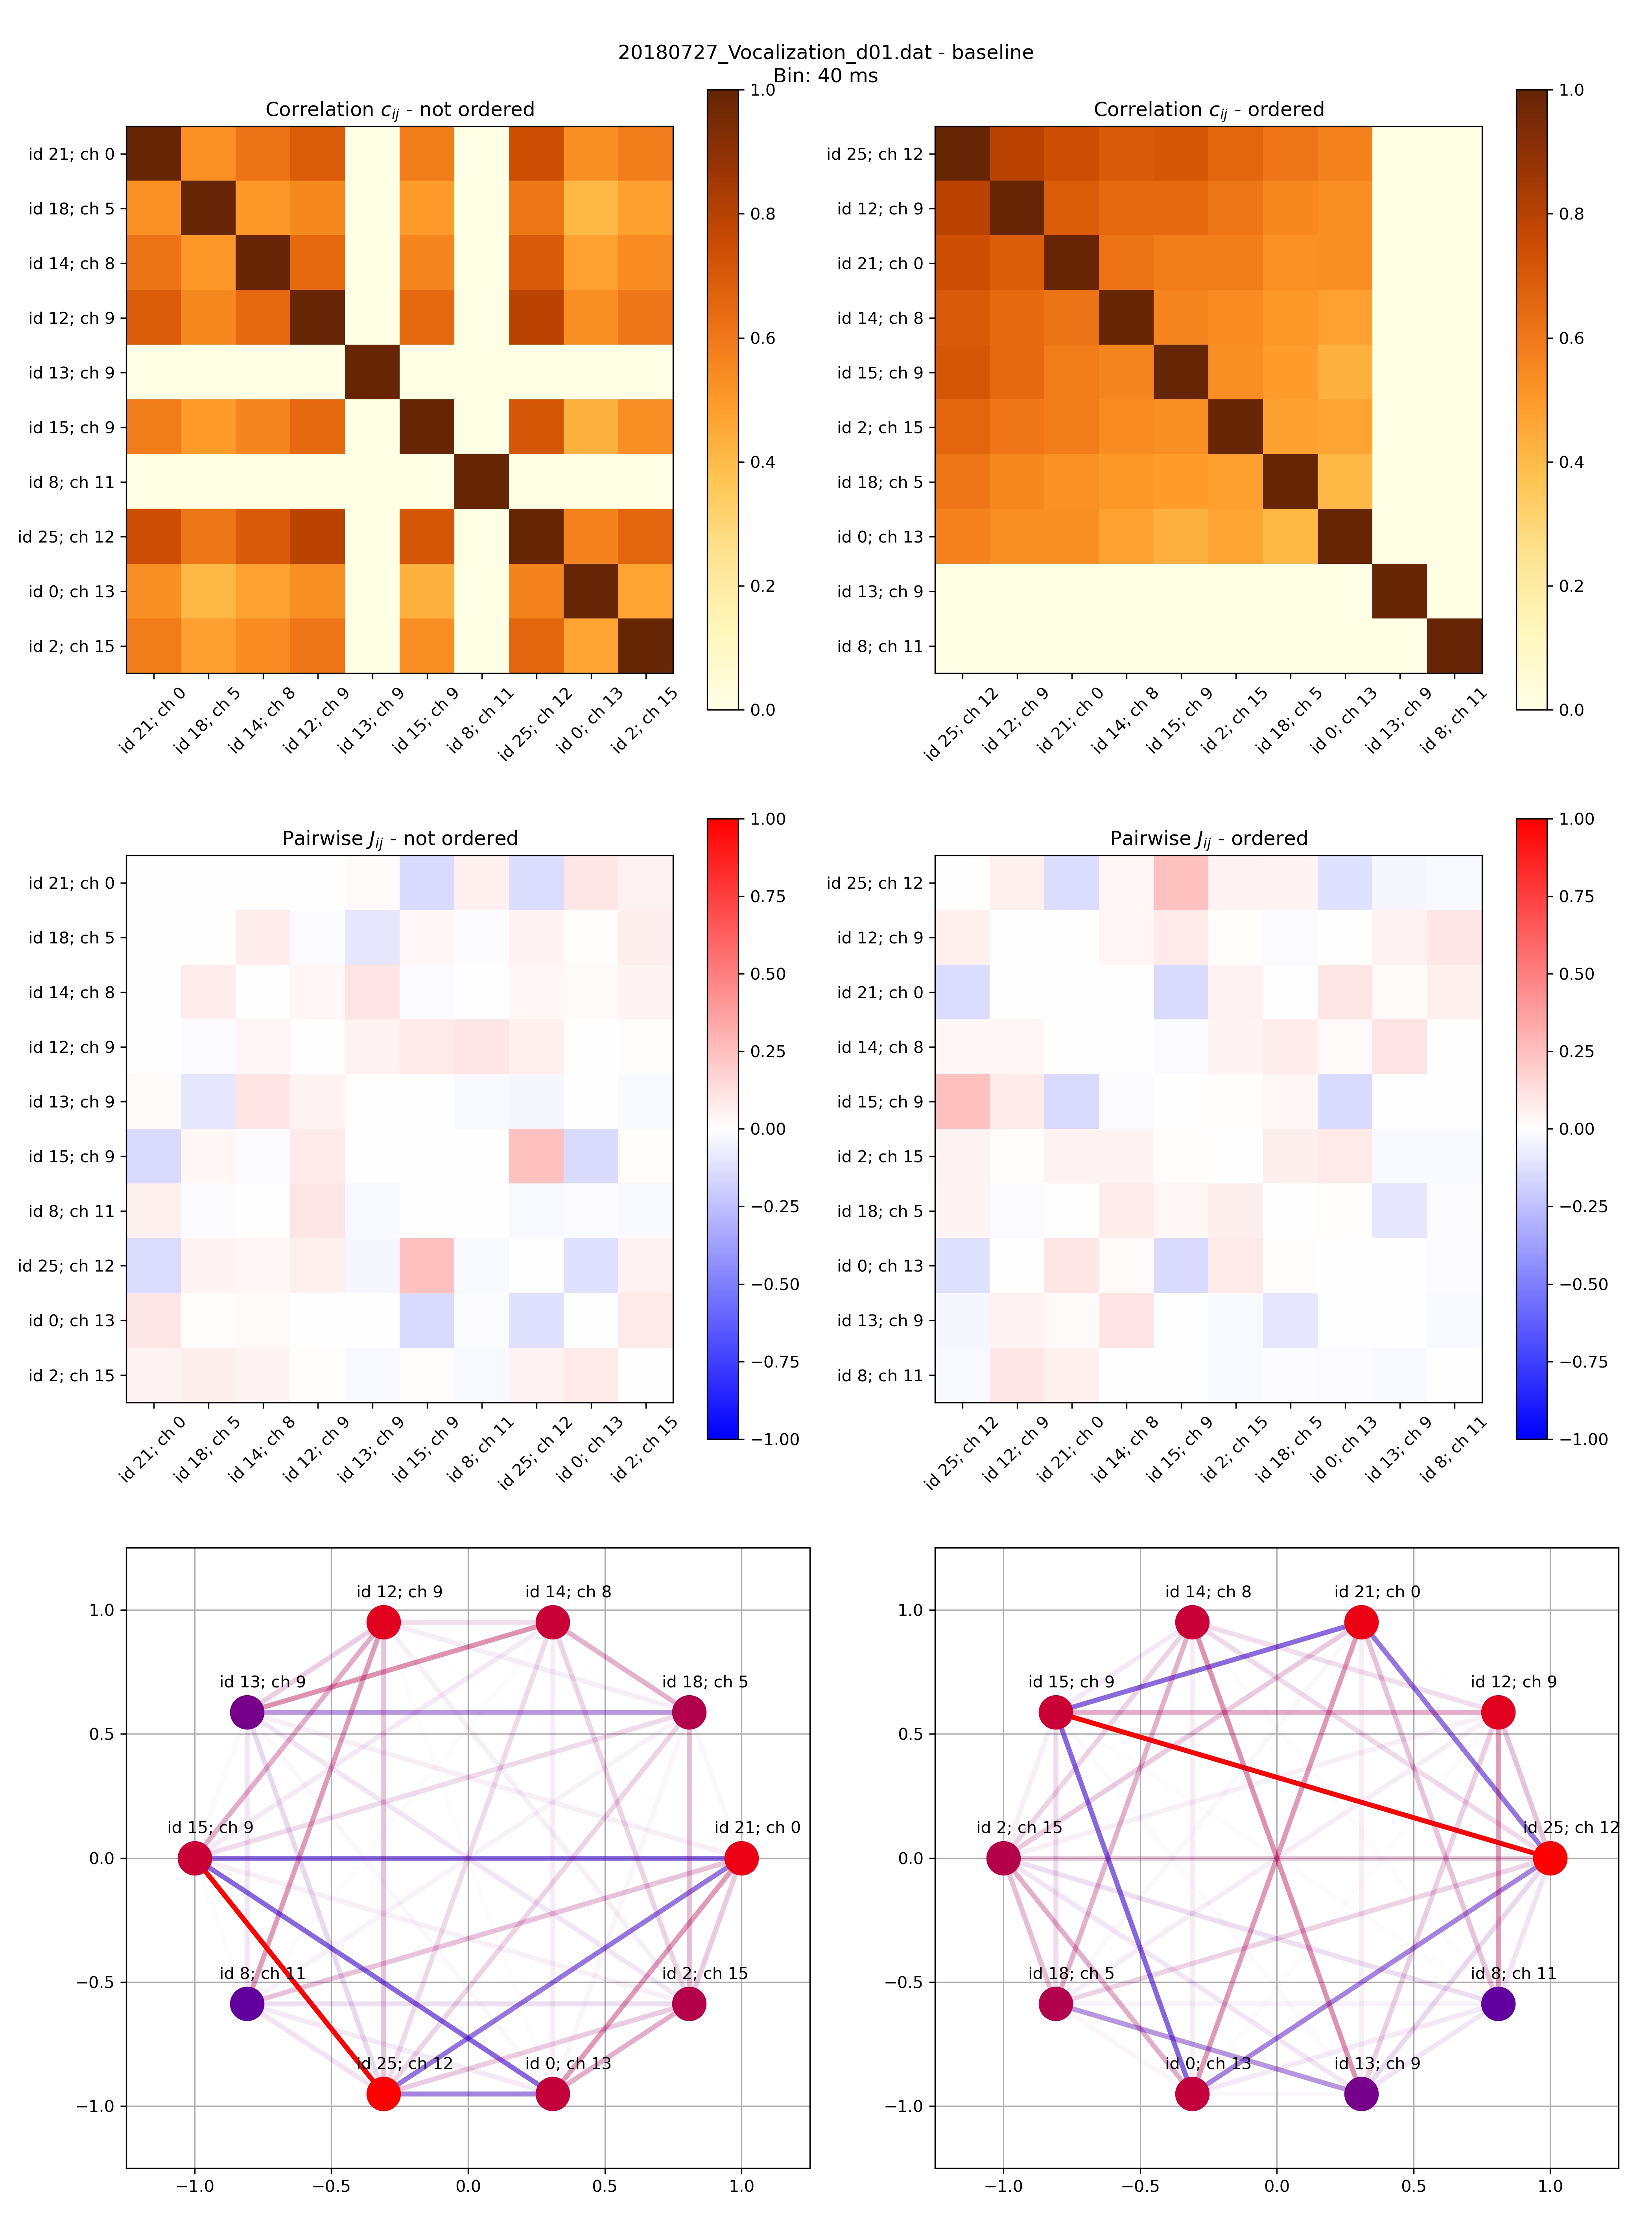 20180727_Vocalization_d01.dat - baseline
Bin: 40 ms
Correlation c_ij - not ordered
id 21; ch 0
id 18; ch 5
id 14; ch 8
id 12; ch 9
id 13; ch 9
id 15; ch 9
id 8; ch 11
id 25; ch 12
id 0; ch 13
id 2; ch 15
id 21; ch 0
id 18; ch 5
id 14; ch 8
id 12; ch 9
id 13; ch 9
id 15; ch 9
id 8; ch 11
id 25; ch 12
id 0; ch 13
id 2; ch 15
1.0
0.8
0.6
0.4
0.2
0.0
Correlation c_ij - ordered
id 25; ch 12
id 12; ch 9
id 21; ch 0
id 14; ch 8
id 15; ch 9
id 2; ch 15
id 18; ch 5
id 0; ch 13
id 13; ch 9
id 8; ch 11
id 25; ch 12
id 12; ch 9
id 21; ch 0
id 14; ch 8
id 15; ch 9
id 2; ch 15
id 18; ch 5
id 0; ch 13
id 13; ch 9
id 8; ch 11
1.0
0.8
0.6
0.4
0.2
0.0
Pairwise J_ij - not ordered
id 21; ch 0
id 18; ch 5
id 14; ch 8
id 12; ch 9
id 13; ch 9
id 15; ch 9
id 8; ch 11
id 25; ch 12
id 0; ch 13
id 2; ch 15
id 21; ch 0
id 18; ch 5
id 14; ch 8
id 12; ch 9
id 13; ch 9
id 15; ch 9
id 8; ch 11
id 25; ch 12
id 0; ch 13
id 2; ch 15
1.00
0.75
0.50
0.25
0.00
−0.25
−0.50
−0.75
−1.00
Pairwise J_ij - ordered
id 25; ch 12
id 12; ch 9
id 21; ch 0
id 14; ch 8
id 15; ch 9
id 2; ch 15
id 18; ch 5
id 0; ch 13
id 13; ch 9
id 8; ch 11
id 25; ch 12
id 12; ch 9
id 21; ch 0
id 14; ch 8
id 15; ch 9
id 2; ch 15
id 18; ch 5
id 0; ch 13
id 13; ch 9
id 8; ch 11
1.00
0.75
0.50
0.25
0.00
−0.25
−0.50
−0.75
−1.00
1.0
0.5
0.0
−0.5
−1.0
id 12; ch 9
id 14; ch 8
id 13; ch 9
id 18; ch 5
id 15; ch 9
id 21; ch 0
id 8; ch 11
id 2; ch 15
id 25; ch 12
id 0; ch 13
−1.0
−0.5
0.0
0.5
1.0
1.0
0.5
0.0
−0.5
−1.0
id 14; ch 8
id 21; ch 0
id 15; ch 9
id 12; ch 9
id 2; ch 15
id 25; ch 12
id 18; ch 5
id 8; ch 11
id 0; ch 13
id 13; ch 9
−1.0
−0.5
0.0
0.5
1.0